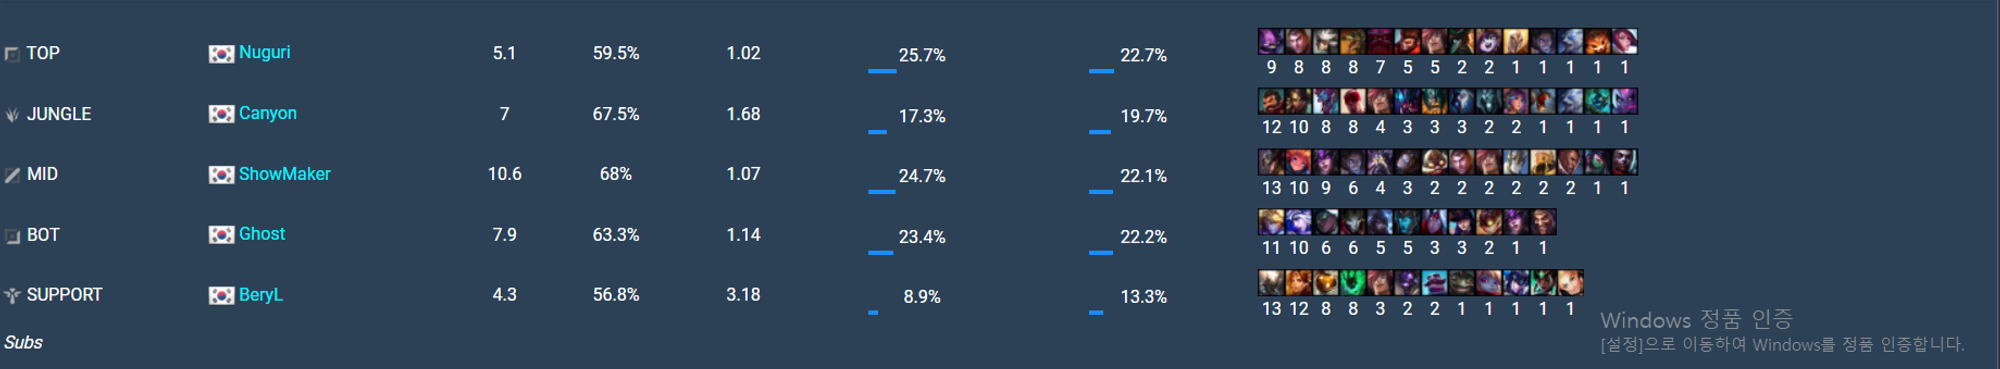 TOP Nuguri 5.1 59.5% 1.02 25.7% 22.7%
9 8 8 8 7 5 5 2 2 1 1 1 1 1
JUNGLE Canyon 7 67.5% 1.68 17.3% 19.7%
12 10 8 8 4 3 3 3 2 2 1 1 1 1
MID ShowMaker 10.6 68% 1.07 24.7% 22.1%
13 10 9 6 4 3 2 2 2 2 2 2 1 1
BOT Ghost 7.9 63.3% 1.14 23.4% 22.2%
11 10 6 6 5 5 3 3 2 1 1
SUPPORT BeryL 4.3 56.8% 3.18 8.9% 13.3%
13 12 8 8 3 2 2 1 1 1 1 1
Windows 정품 인증
Subs
[설정]으로 이동하여 Windows를 정품 인증합니다.